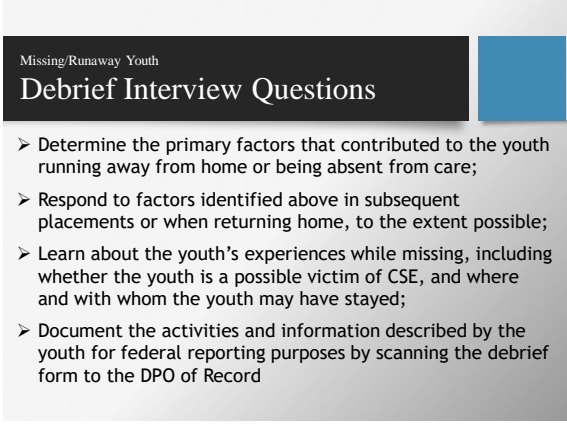 Missing/Runaway Youth
Debrief Interview Questions
➢ Determine the primary factors that contributed to the youth
running away from home or being absent from care;
➢ Respond to factors identified above in subsequent
placements or when returning home, to the extent possible;
➢ Learn about the youth’s experiences while missing, including
whether the youth is a possible victim of CSE, and where
and with whom the youth may have stayed;
➢ Document the activities and information described by the
youth for federal reporting purposes by scanning the debrief
form to the DPO of Record